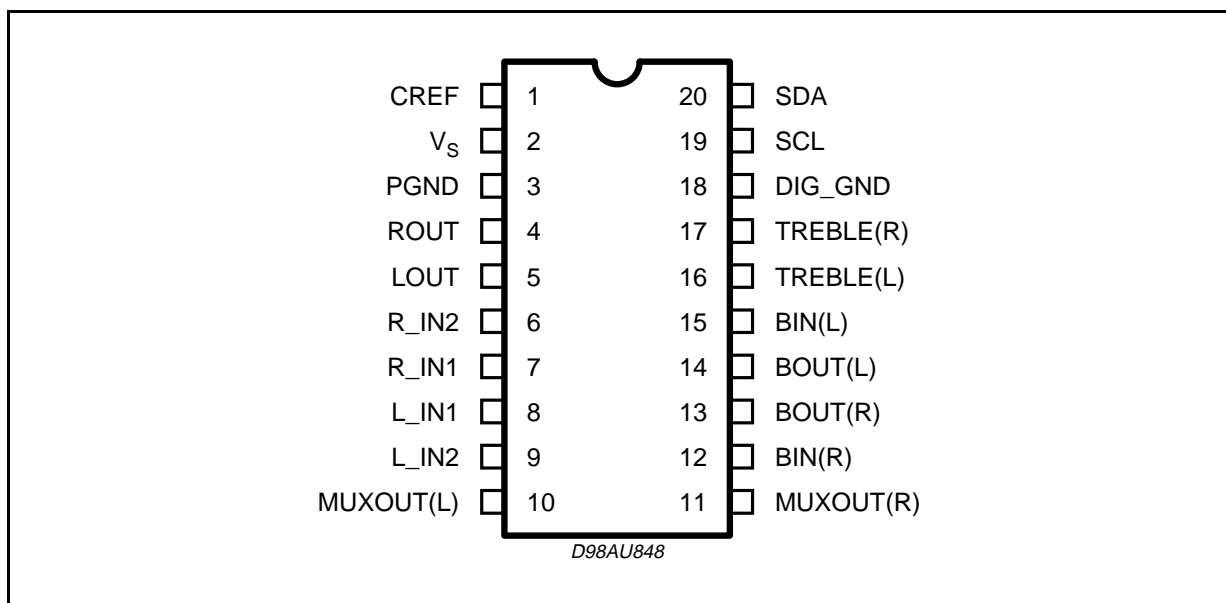 CREF 1 20 SDA
VS 2 19 SCL
PGND 3 18 DIG_GND
ROUT 4 17 TREBLE(R)
LOUT 5 16 TREBLE(L)
R_IN2 6 15 BIN(L)
R_IN1 7 14 BOUT(L)
L_IN1 8 13 BOUT(R)
L_IN2 9 12 BIN(R)
MUXOUT(L) 10 11 MUXOUT(R)
D98AU848